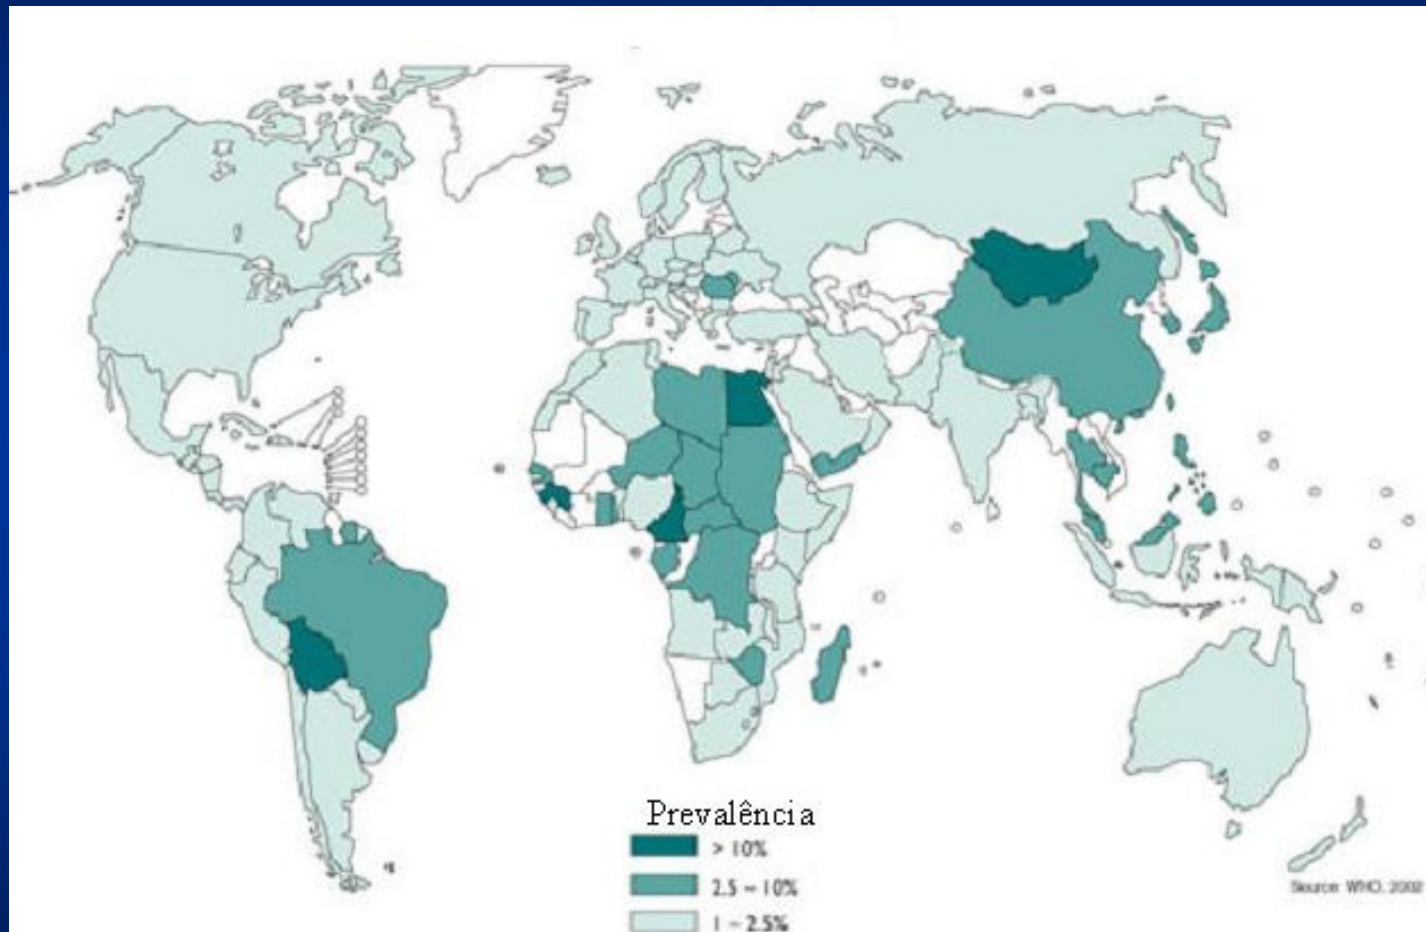 Prevalência
> 10%
2.5 – 10%
1 – 2.5%
Source: WHO, 2002